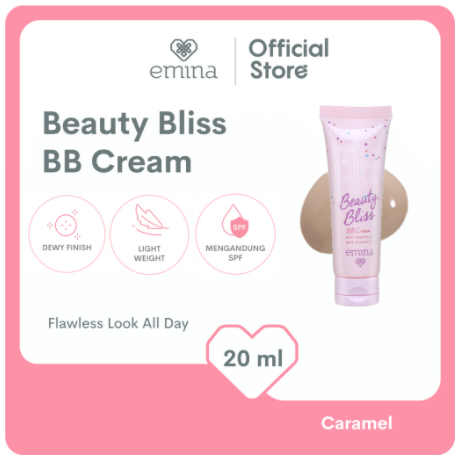 emina
Official
Store
Beauty Bliss
BB Cream
DEWY FINISH
LIGHT
WEIGHT
SPF
MENGANDUNG
SPF
Beauty
Bliss
BB Cream
emina
Flawless Look All Day
20 ml
Caramel